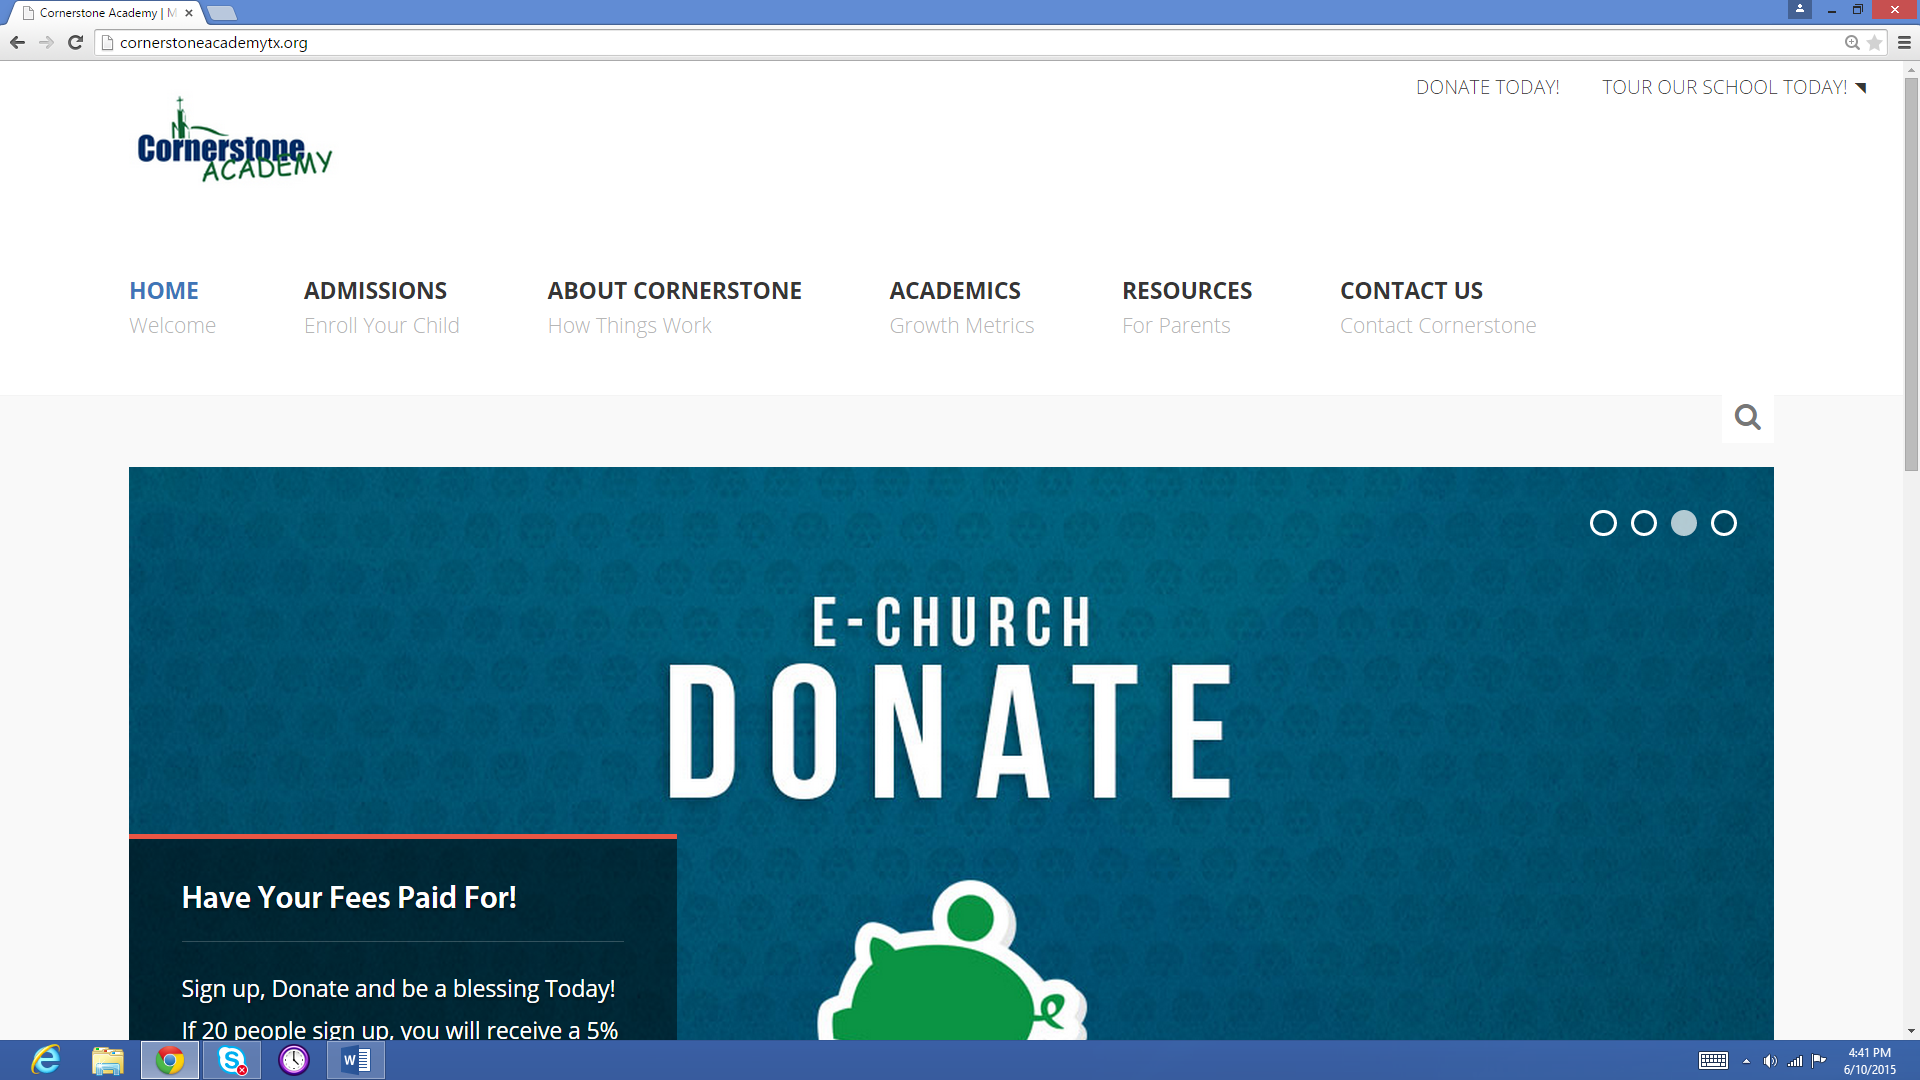 Cornerstone Academy | M
cornerstoneacademytx.org
DONATE TODAY! TOUR OUR SCHOOL TODAY!
Cornerstone
ACADEMY
HOME ADMISSIONS ABOUT CORNERSTONE ACADEMICS RESOURCES CONTACT US
Welcome Enroll Your Child How Things Work Growth Metrics For Parents Contact Cornerstone
E-CHURCH
DONATE
Have Your Fees Paid For!
Sign up, Donate and be a blessing Today!
If 20 people sign up, you will receive a 5%
4:41 PM
6/10/2015